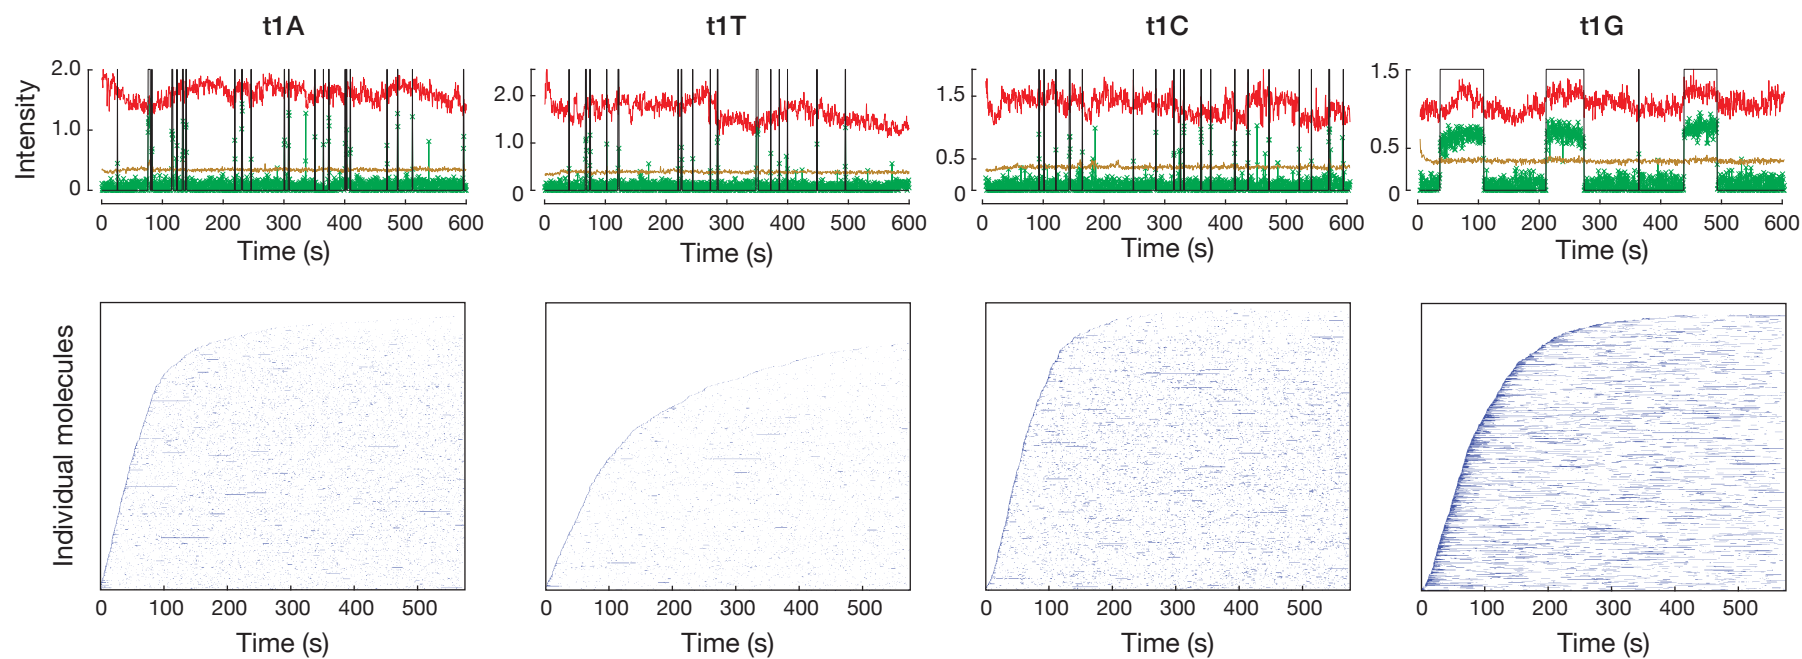 t1A t1T t1C t1G
Intensity
2.0
1.0
0
0 100 200 300 400 500 600
Time (s)
2.0
1.0
0
0 100 200 300 400 500 600
Time (s)
1.5
0.5
0
0 100 200 300 400 500 600
Time (s)
1.5
0.5
0
0 100 200 300 400 500 600
Time (s)
Individual molecules
0 100 200 300 400 500
Time (s)
0 100 200 300 400 500
Time (s)
0 100 200 300 400 500
Time (s)
0 100 200 300 400 500
Time (s)